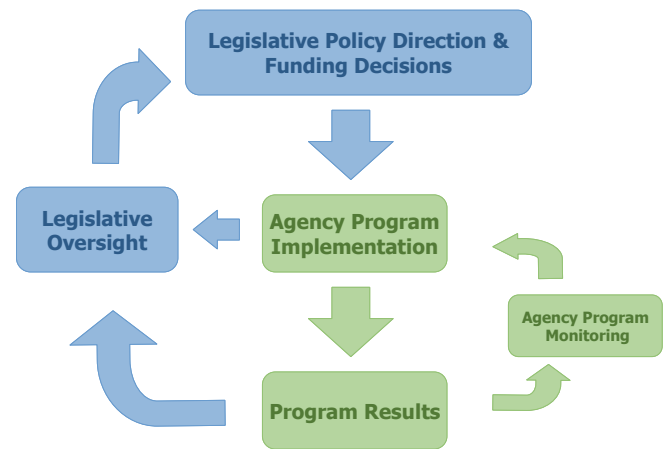 Legislative Policy Direction &
Funding Decisions
Legislative
Oversight
Agency Program
Implementation
Agency Program
Monitoring
Program Results